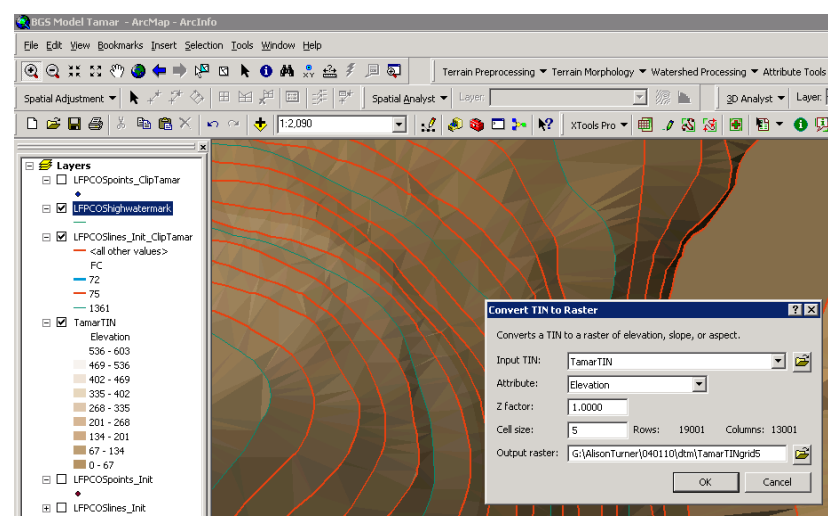 BGS Model Tamar - ArcMap - ArcInfo
File Edit View Bookmarks Insert Selection Tools Window Help
Terrain Preprocessing Terrain Morphology Watershed Processing Attribute Tools
Spatial Adjustment Spatial Analyst Layer: 3D Analyst Layer:
1:2,090 XTools Pro
Layers
LFPCOSpoints_ClipTamar
LFPCOShighwatermark
LFPCOSlines_Init_ClipTamar
<all other values>
FC
72
75
1361
TamarTIN
Elevation
536 - 603
469 - 536
402 - 469
335 - 402
268 - 335
201 - 268
134 - 201
67 - 134
0 - 67
LFPCOSpoints_Init
LFPCOSlines_Init
Convert TIN to Raster
Converts a TIN to a raster of elevation, slope, or aspect.
Input TIN: TamarTIN
Attribute: Elevation
Z factor: 1.0000
Cell size: 5 Rows: 19001 Columns: 13001
Output raster: G:\AlisonTurner\040110\dtm\TamarTINgrid5
OK Cancel